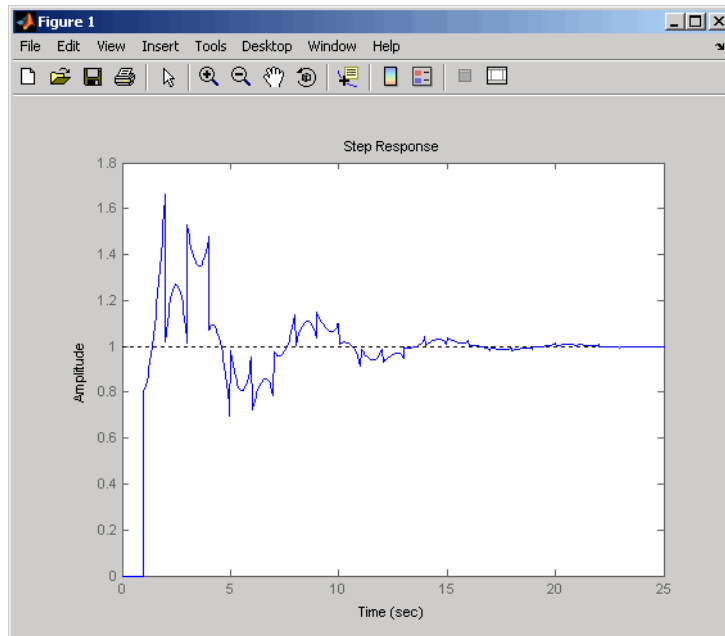 Figure 1
File Edit View Insert Tools Desktop Window Help
Step Response
1.8
1.6
1.4
1.2
1
0.8
0.6
0.4
0.2
0
Amplitude
0 5 10 15 20 25
Time (sec)